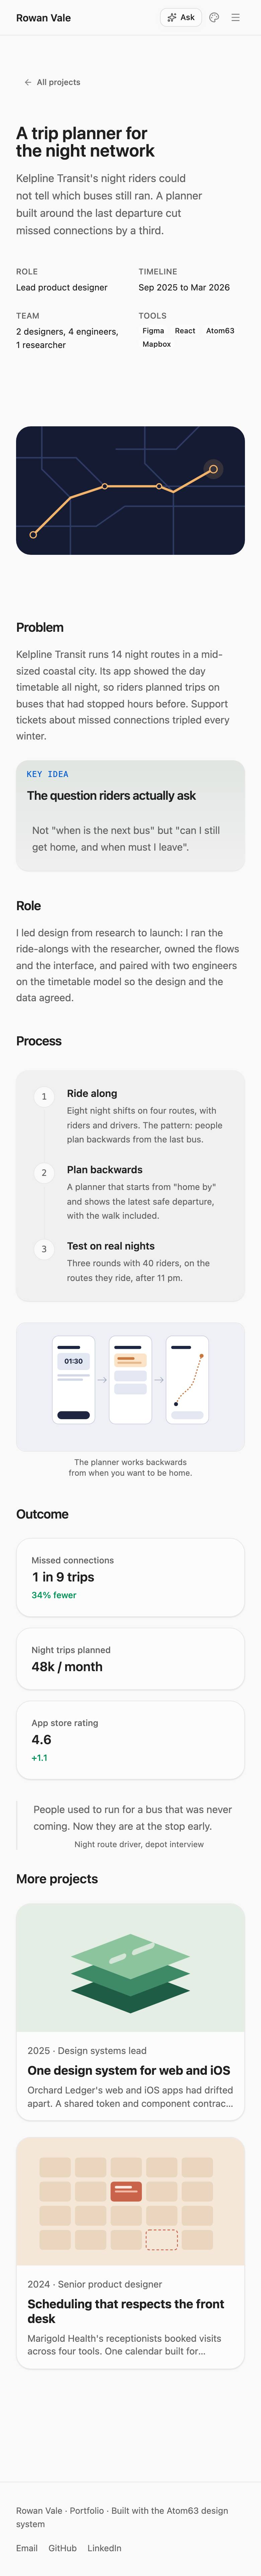 Rowan Vale
Ask
All projects
A trip planner for
the night network
Kelpline Transit's night riders could
not tell which buses still ran. A planner
built around the last departure cut
missed connections by a third.
ROLE
Lead product designer
TIMELINE
Sep 2025 to Mar 2026
TEAM
2 designers, 4 engineers,
1 researcher
TOOLS
Figma React Atom63
Mapbox
Problem
Kelpline Transit runs 14 night routes in a mid-
sized coastal city. Its app showed the day
timetable all night, so riders planned trips on
buses that had stopped hours before. Support
tickets about missed connections tripled every
winter.
KEY IDEA
The question riders actually ask
Not "when is the next bus" but "can I still
get home, and when must I leave".
Role
I led design from research to launch: I ran the
ride-alongs with the researcher, owned the flows
and the interface, and paired with two engineers
on the timetable model so the design and the
data agreed.
Process
1
Ride along
Eight night shifts on four routes, with
riders and drivers. The pattern: people
plan backwards from the last bus.
2
Plan backwards
A planner that starts from "home by"
and shows the latest safe departure,
with the walk included.
3
Test on real nights
Three rounds with 40 riders, on the
routes they ride, after 11 pm.
01:30
The planner works backwards
from when you want to be home.
Outcome
Missed connections
1 in 9 trips
34% fewer
Night trips planned
48k / month
App store rating
4.6
+1.1
People used to run for a bus that was never
coming. Now they are at the stop early.
Night route driver, depot interview
More projects
2025 · Design systems lead
One design system for web and iOS
Orchard Ledger's web and iOS apps had drifted
apart. A shared token and component contrac...
2024 · Senior product designer
Scheduling that respects the front
desk
Marigold Health's receptionists booked visits
across four tools. One calendar built for...
Rowan Vale · Portfolio · Built with the Atom63 design
system
Email GitHub LinkedIn